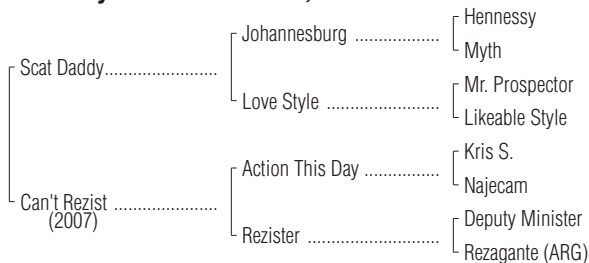 Hennessy
Johannesburg ..................
Myth
Scat Daddy........................
Mr. Prospector
Love Style ........................
Likeable Style
Kris S.
Action This Day ................
Najecam
Can't Rezist ......................
(2007)
Deputy Minister
Rezister ............................
Rezagante (ARG)